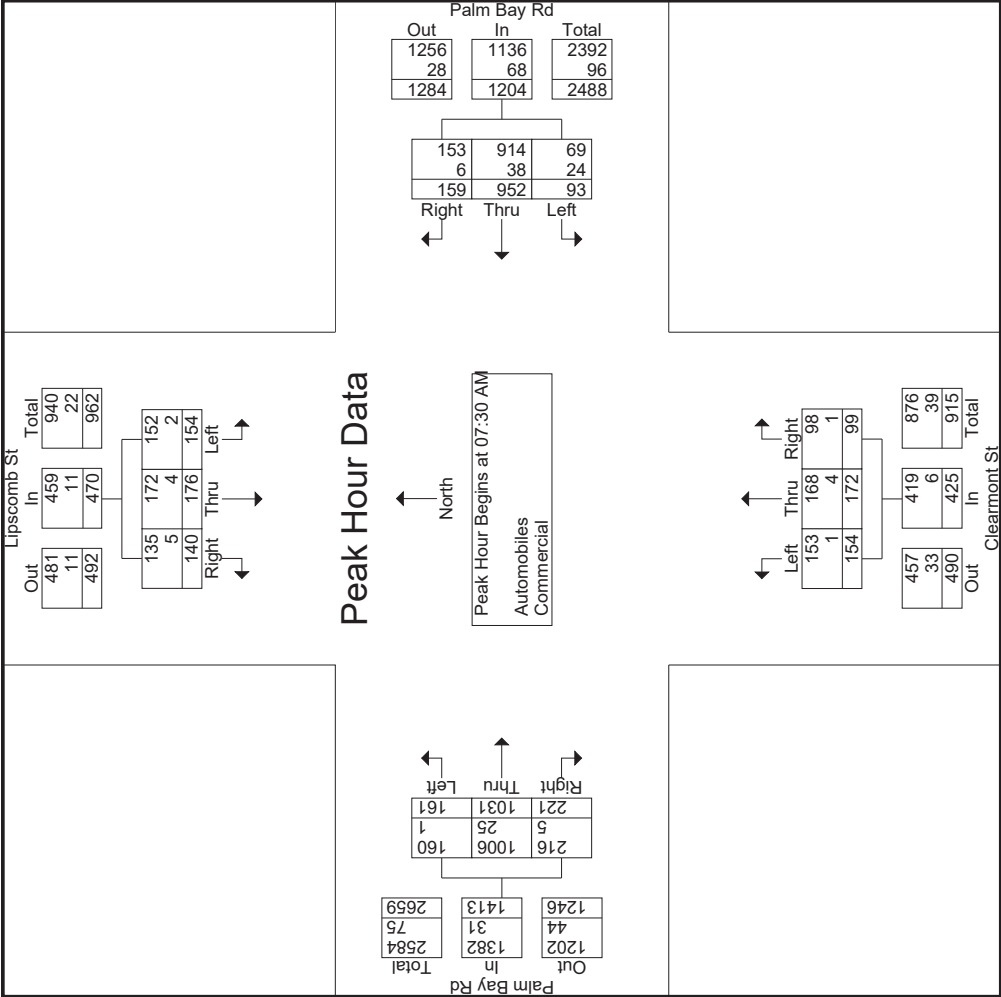 Palm Bay Rd
Out In Total
1256 1136 2392
28 68 96
1284 1204 2488
153 914 69
6 38 24
159 952 93
Right Thru Left
Lipscomb St
Out In Total
481 459 940
11 11 22
492 470 962
135 172 152
5 4 2
140 176 154
Right Thru Left
Peak Hour Data
North
Peak Hour Begins at 07:30 AM
Automobiles
Commercial
Left Thru Right
153 168 98
1 4 1
154 172 99
457 419 876
33 6 39
490 425 915
Out In Total
Clearmont St
Left Thru Right
161 1031 221
1 25 5
160 1006 216
2659 1413 1246
75 31 44
2584 1382 1202
Total In Out
Palm Bay Rd